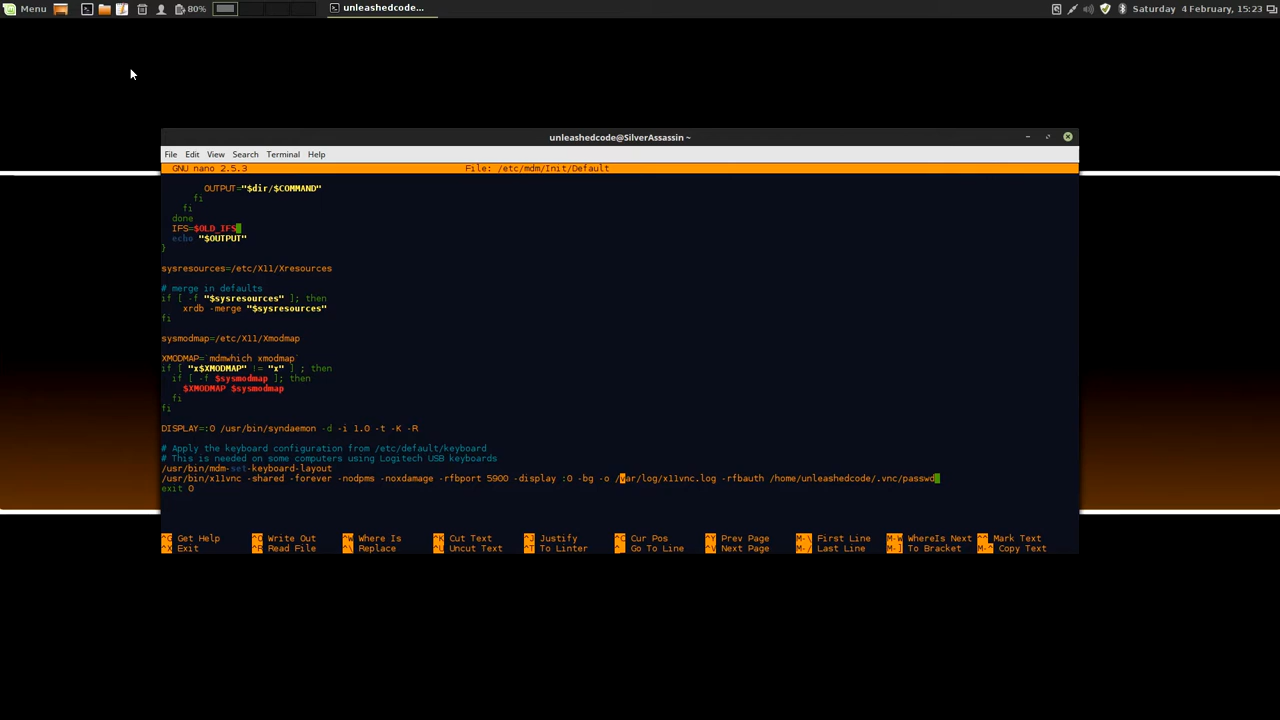 Menu
80%
unleashedcode...
Saturday 4 February, 15:23
unleashedcode@SilverAssassin ~
File Edit View Search Terminal Help
GNU nano 2.5.3 File: /etc/mdm/Init/Default
OUTPUT="$dir/$COMMAND"
fi
fi
done
IFS=$OLD_IFS
echo "$OUTPUT"
}
sysresources=/etc/X11/Xresources
# merge in defaults
if [ -f "$sysresources" ]; then
xrdb -merge "$sysresources"
fi
sysmodmap=/etc/X11/Xmodmap
XMODMAP=`mdmwhich xmodmap`
if [ "x$XMODMAP" != "x" ] ; then
if [ -f $sysmodmap ]; then
$XMODMAP $sysmodmap
fi
fi
DISPLAY=:0 /usr/bin/syndaemon -d -i 1.0 -t -K -R
# Apply the keyboard configuration from /etc/default/keyboard
# This is needed on some computers using Logitech USB keyboards
/usr/bin/mdm-set-keyboard-layout
/usr/bin/x11vnc -shared -forever -nodpms -noxdamage -rfbport 5900 -display :0 -bg -o /var/log/x11vnc.log -rfbauth /home/unleashedcode/.vnc/passwd
exit 0
^G Get Help ^O Write Out ^W Where Is ^K Cut Text ^J Justify ^C Cur Pos ^Y Prev Page M-\ First Line M-W WhereIs Next ^^ Mark Text
^X Exit ^R Read File ^\ Replace ^U Uncut Text ^T To Linter ^_ Go To Line ^V Next Page M-/ Last Line M-] To Bracket M-^ Copy Text